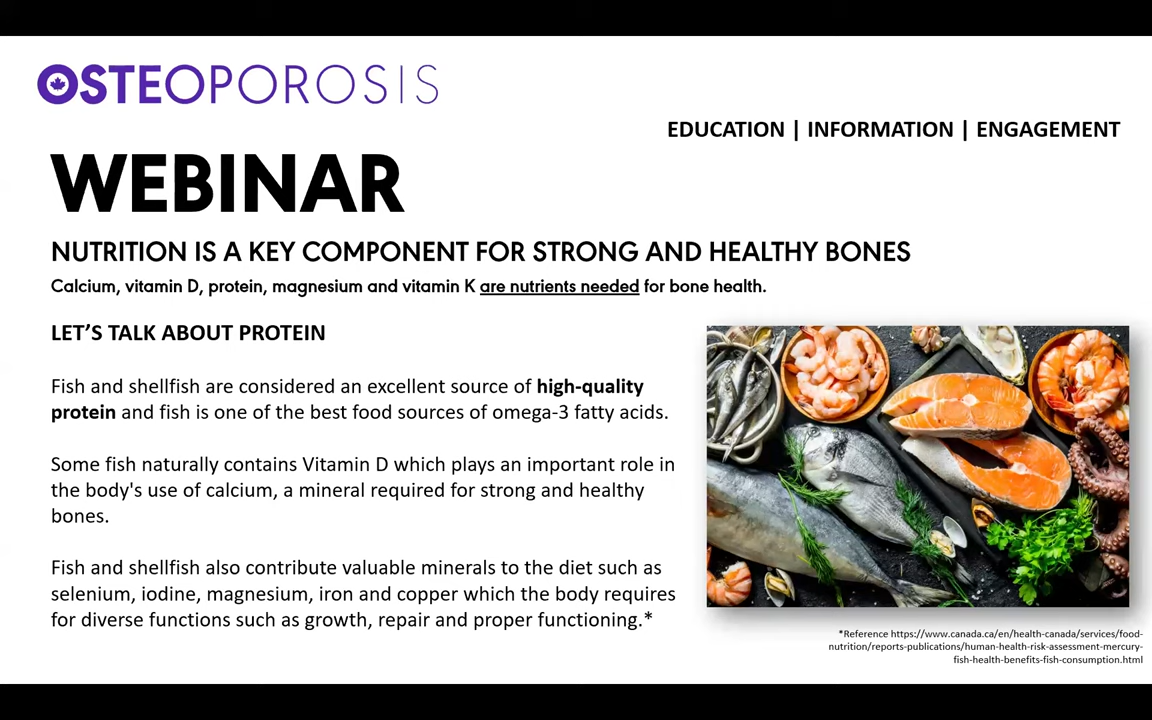 OSTEOPOROSIS
EDUCATION | INFORMATION | ENGAGEMENT
WEBINAR
NUTRITION IS A KEY COMPONENT FOR STRONG AND HEALTHY BONES
Calcium, vitamin D, protein, magnesium and vitamin K are nutrients needed for bone health.
LET’S TALK ABOUT PROTEIN
Fish and shellfish are considered an excellent source of high-quality
protein and fish is one of the best food sources of omega-3 fatty acids.
Some fish naturally contains Vitamin D which plays an important role in
the body's use of calcium, a mineral required for strong and healthy
bones.
Fish and shellfish also contribute valuable minerals to the diet such as
selenium, iodine, magnesium, iron and copper which the body requires
for diverse functions such as growth, repair and proper functioning.*
*Reference https://www.canada.ca/en/health-canada/services/food-
nutrition/reports-publications/human-health-risk-assessment-mercury-
fish-health-benefits-fish-consumption.html